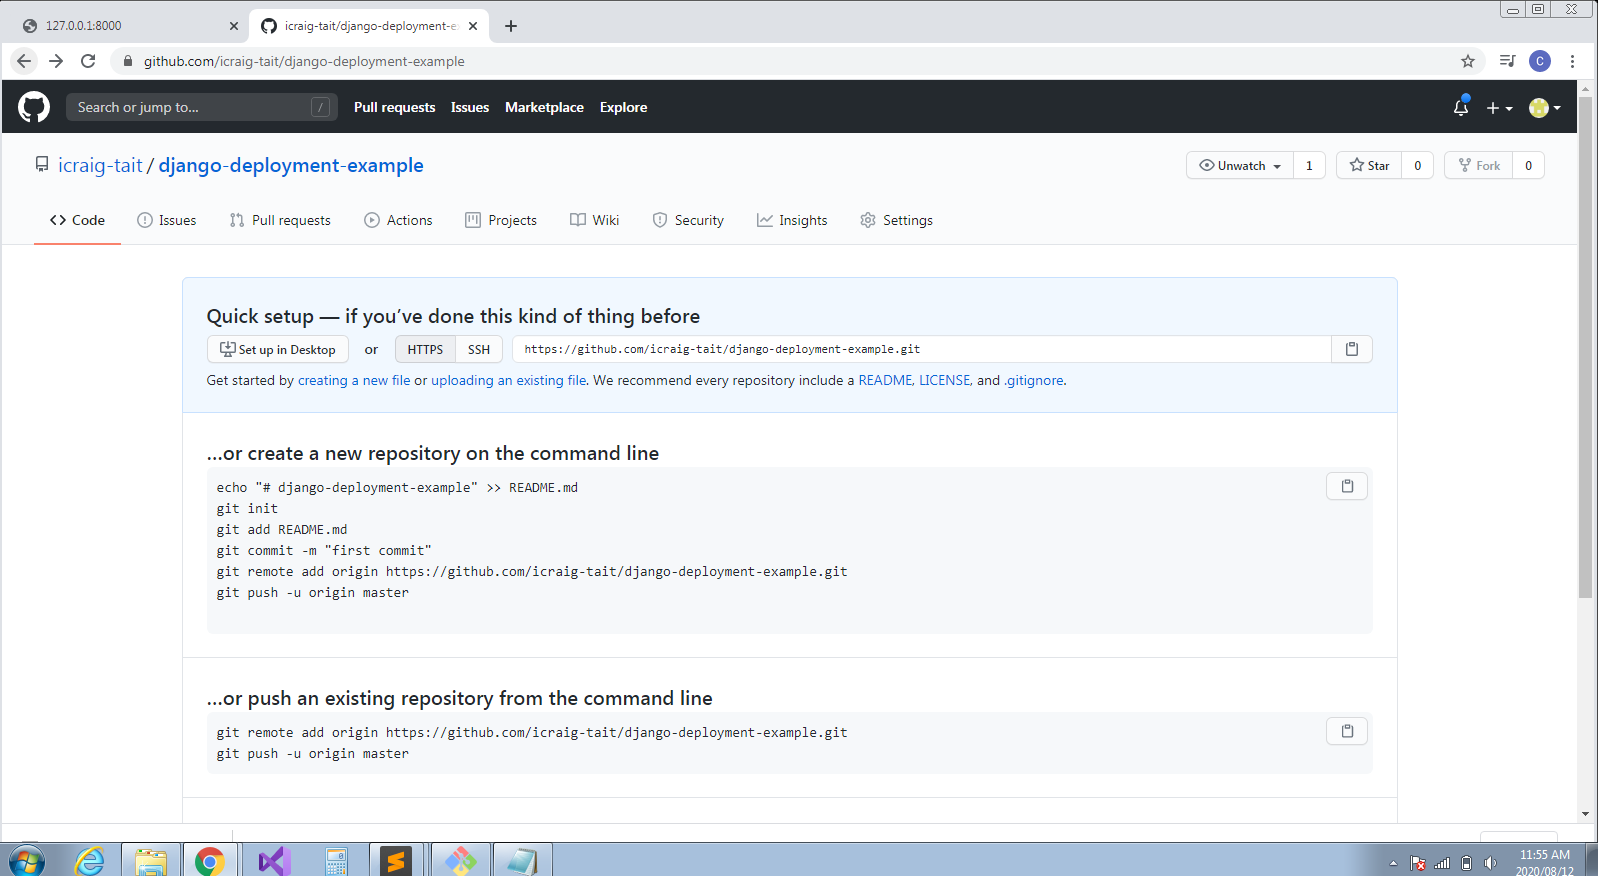 127.0.0.1:8000
icraig-tait/django-deployment-e
github.com/icraig-tait/django-deployment-example
C
Search or jump to...
/
Pull requests
Issues
Marketplace
Explore
icraig-tait / django-deployment-example
Unwatch
1
Star
0
Fork
0
Code
Issues
Pull requests
Actions
Projects
Wiki
Security
Insights
Settings
Quick setup — if you’ve done this kind of thing before
Set up in Desktop
or
HTTPS
SSH
https://github.com/icraig-tait/django-deployment-example.git
Get started by creating a new file or uploading an existing file. We recommend every repository include a README, LICENSE, and .gitignore.
…or create a new repository on the command line
echo "# django-deployment-example" >> README.md
git init
git add README.md
git commit -m "first commit"
git remote add origin https://github.com/icraig-tait/django-deployment-example.git
git push -u origin master
…or push an existing repository from the command line
git remote add origin https://github.com/icraig-tait/django-deployment-example.git
git push -u origin master
11:55 AM
2020/08/12